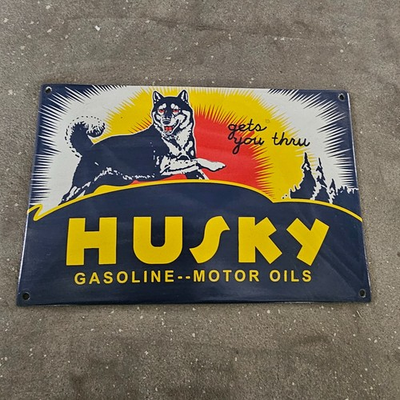 gets
you thru
HUSKY
GASOLINE--MOTOR OILS